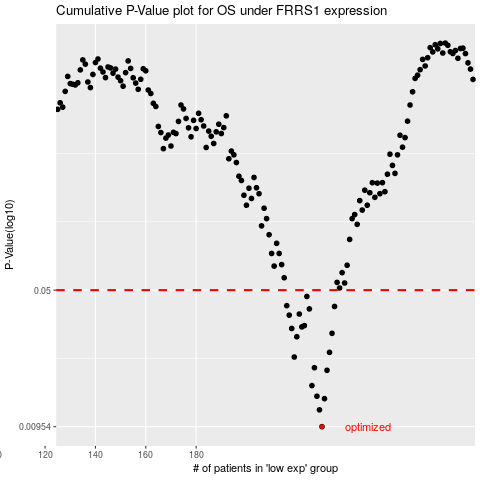 Cumulative P-Value plot for OS under FRRS1 expression
P-Value(log10)
0.05
0.00954
optimized
0 120 140 160 180
# of patients in 'low exp' group